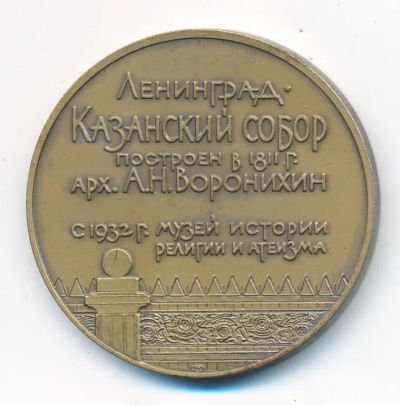 Ленинград·
Казанский собор
построен в 1811 г.
арх. А.Н.Воронихин
с 1932 г. музей истории
религии и атеизма